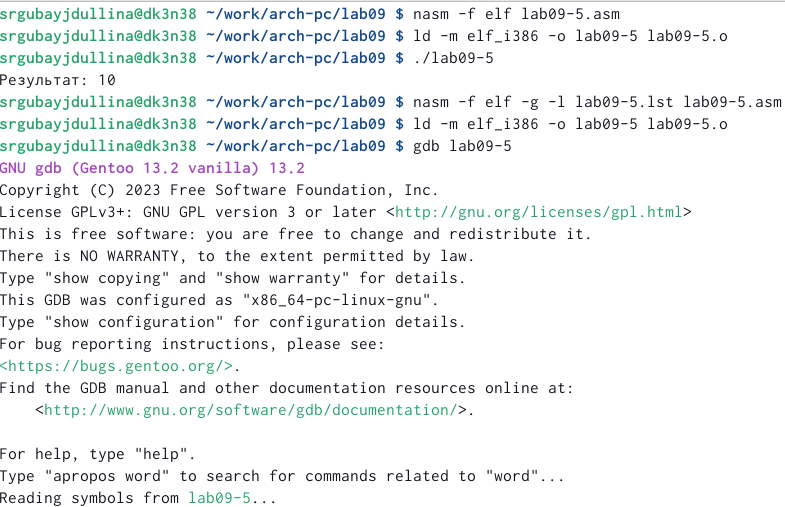 srgubayjdullina@dk3n38 ~/work/arch-pc/lab09 $ nasm -f elf lab09-5.asm
srgubayjdullina@dk3n38 ~/work/arch-pc/lab09 $ ld -m elf_i386 -o lab09-5 lab09-5.o
srgubayjdullina@dk3n38 ~/work/arch-pc/lab09 $ ./lab09-5
Результат: 10
srgubayjdullina@dk3n38 ~/work/arch-pc/lab09 $ nasm -f elf -g -l lab09-5.lst lab09-5.asm
srgubayjdullina@dk3n38 ~/work/arch-pc/lab09 $ ld -m elf_i386 -o lab09-5 lab09-5.o
srgubayjdullina@dk3n38 ~/work/arch-pc/lab09 $ gdb lab09-5
GNU gdb (Gentoo 13.2 vanilla) 13.2
Copyright (C) 2023 Free Software Foundation, Inc.
License GPLv3+: GNU GPL version 3 or later <http://gnu.org/licenses/gpl.html>
This is free software: you are free to change and redistribute it.
There is NO WARRANTY, to the extent permitted by law.
Type "show copying" and "show warranty" for details.
This GDB was configured as "x86_64-pc-linux-gnu".
Type "show configuration" for configuration details.
For bug reporting instructions, please see:
<https://bugs.gentoo.org/>.
Find the GDB manual and other documentation resources online at:
    <http://www.gnu.org/software/gdb/documentation/>.

For help, type "help".
Type "apropos word" to search for commands related to "word"...
Reading symbols from lab09-5...